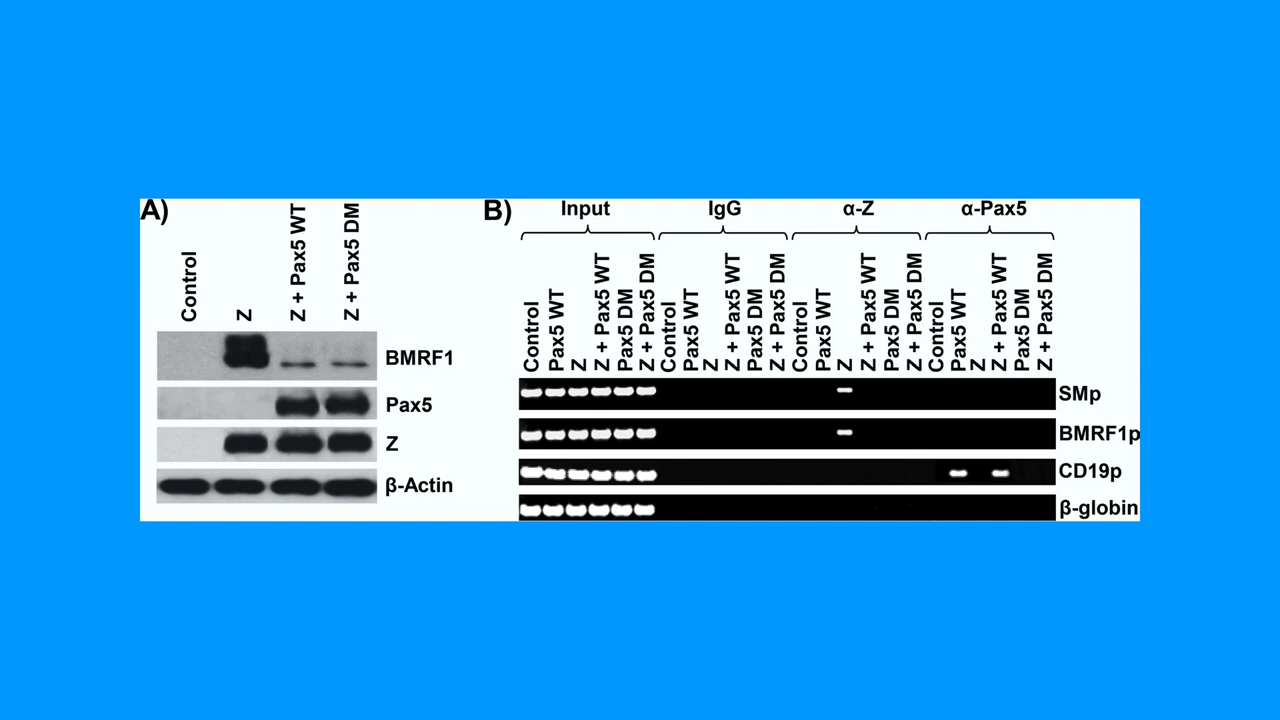 A)
Control
Z
Z + Pax5 WT
Z + Pax5 DM
BMRF1
Pax5
Z
β-Actin
B)
Input
IgG
α-Z
α-Pax5
Control
Pax5 WT
Z
Z + Pax5 WT
Pax5 DM
Z + Pax5 DM
Control
Pax5 WT
Z
Z + Pax5 WT
Pax5 DM
Z + Pax5 DM
Control
Pax5 WT
Z
Z + Pax5 WT
Pax5 DM
Z + Pax5 DM
Control
Pax5 WT
Z
Z + Pax5 WT
Pax5 DM
Z + Pax5 DM
SMp
BMRF1p
CD19p
β-globin